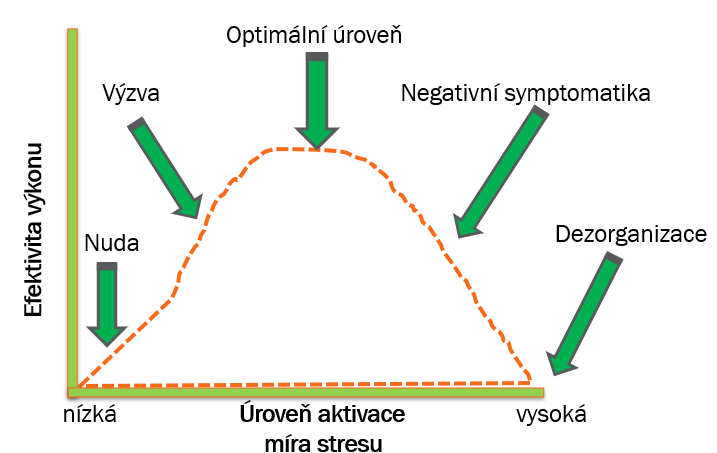 Optimální úroveň
Výzva
Negativní symptomatika
Nuda
Dezorganizace
Efektivita výkonu
nízká
Úroveň aktivace
míra stresu
vysoká